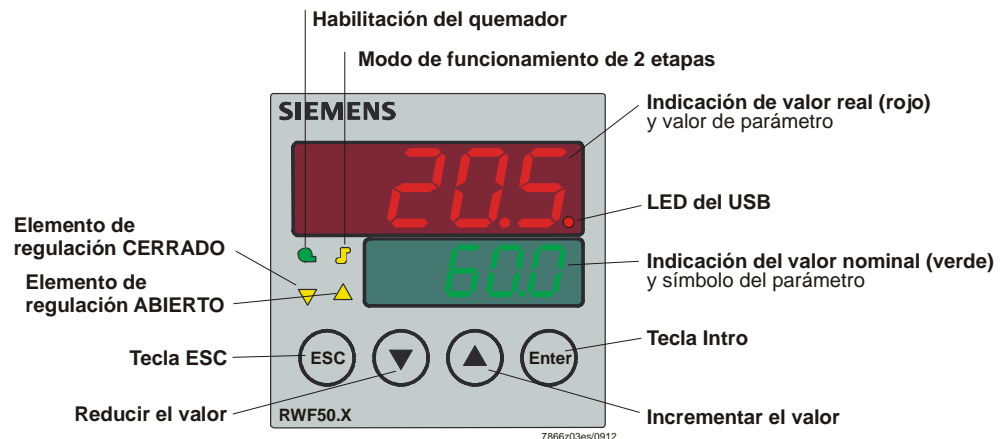 Habilitación del quemador
Modo de funcionamiento de 2 etapas
SIEMENS
Indicación de valor real (rojo)
y valor de parámetro
20.5
LED del USB
Elemento de
regulación CERRADO
60.0
Indicación del valor nominal (verde)
y símbolo del parámetro
Elemento de
regulación ABIERTO
Tecla Intro
Tecla ESC
ESC
Enter
Reducir el valor
RWF50.X
Incrementar el valor
7866z03es/0912